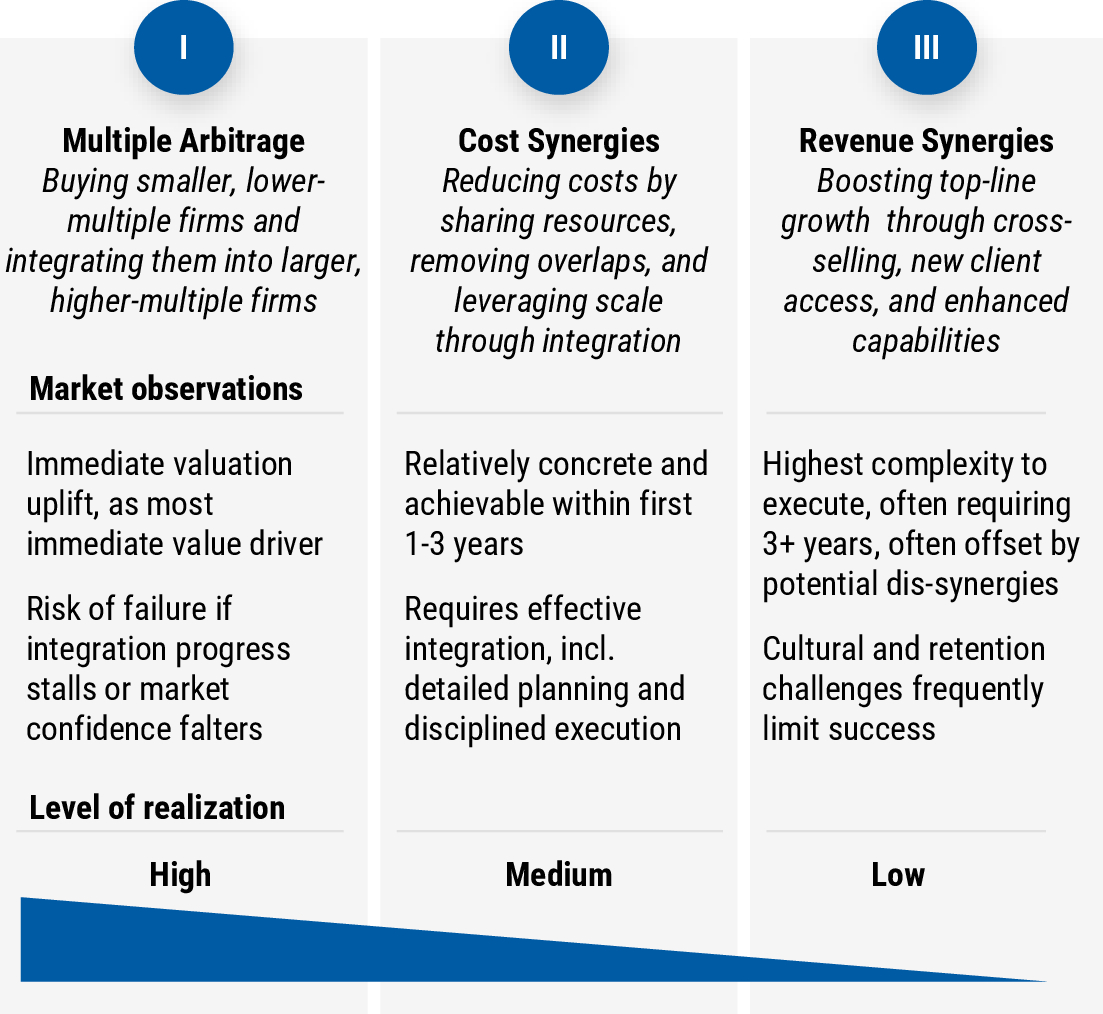 I
Multiple Arbitrage
Buying smaller, lower-
multiple firms and
integrating them into larger,
higher-multiple firms
II
Cost Synergies
Reducing costs by
sharing resources,
removing overlaps, and
leveraging scale
through integration
III
Revenue Synergies
Boosting top-line
growth through cross-
selling, new client
access, and enhanced
capabilities
Market observations
Immediate valuation
uplift, as most
immediate value driver
Risk of failure if
integration progress
stalls or market
confidence falters
Relatively concrete and
achievable within first
1-3 years
Requires effective
integration, incl.
detailed planning and
disciplined execution
Highest complexity to
execute, often requiring
3+ years, often offset by
potential dis-synergies
Cultural and retention
challenges frequently
limit success
Level of realization
High
Medium
Low